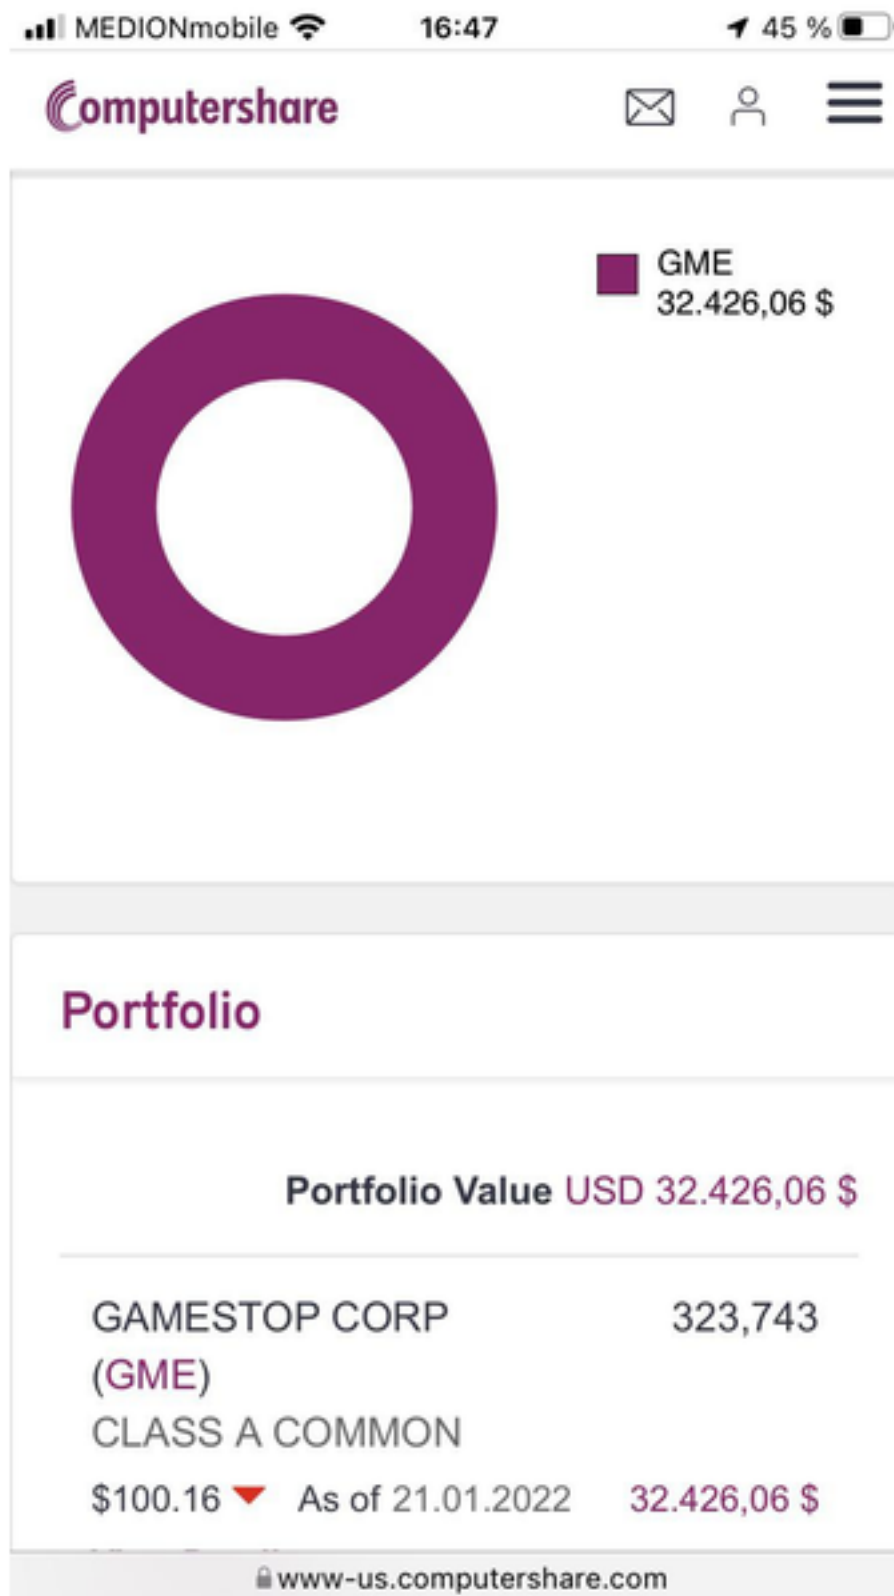 MEDIONmobile 16:47 45 %
Computershare
GME
32.426,06 $
Portfolio
Portfolio Value USD 32.426,06 $
GAMESTOP CORP 323,743
(GME)
CLASS A COMMON
$100.16 As of 21.01.2022 32.426,06 $
www-us.computershare.com